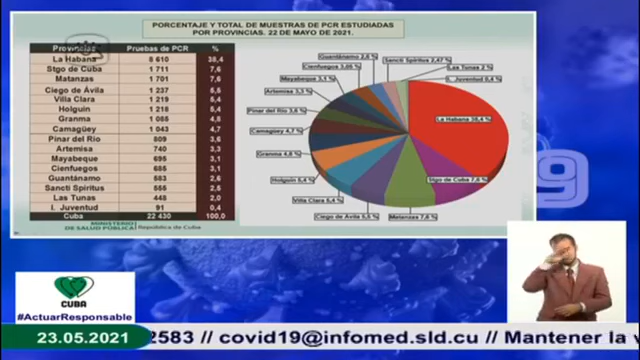 PORCENTAJE Y TOTAL DE MUESTRAS DE PCR ESTUDIADAS
POR PROVINCIAS. 22 DE MAYO DE 2021.
Provincias Pruebas de PCR %
La Habana 8 610 38,4
Stgo de Cuba 1 711 7,6
Matanzas 1 701 7,6
Ciego de Ávila 1 237 5,5
Villa Clara 1 219 5,4
Holguín 1 218 5,4
Granma 1 085 4,8
Camagüey 1 043 4,7
Pinar del Río 809 3,6
Artemisa 740 3,3
Mayabeque 695 3,1
Cienfuegos 685 3,1
Guantánamo 583 2,6
Sancti Spíritus 555 2,5
Las Tunas 448 2,0
I. Juventud 91 0,4
Cuba 22 430 100,0
Guantánamo 2,6 %
Sancti Spíritus 2,47 %
Cienfuegos 3,05 %
Las Tunas 2 %
Mayabeque 3,1 %
I. Juventud 0,4 %
Artemisa 3,3 %
Pinar del Río 3,6 %
La Habana 38,4 %
Camagüey 4,7 %
Granma 4,8 %
Holguín 5,4 %
Stgo de Cuba 7,6 %
Villa Clara 5,4 %
Ciego de Ávila 5,5 %
Matanzas 7,6 %
MINISTERIO
DE SALUD PÚBLICA
República de Cuba
CUBA
#ActuarResponsable
23.05.2021 2583 // covid19@infomed.sld.cu // Mantener la